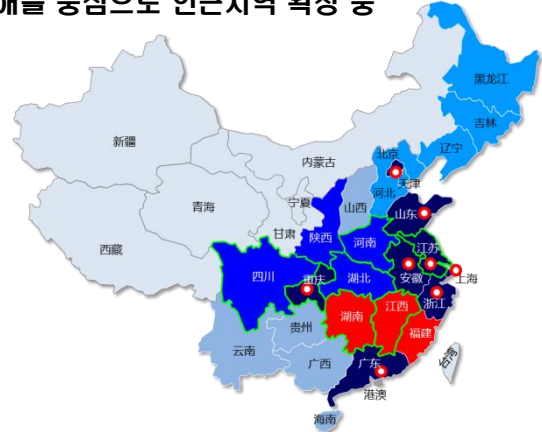 중심으로 인근지역 확장 중
黑龙江
吉林
辽宁
新疆
内蒙古
北京
天津
河北
山西
宁夏
青海
甘肃
陕西
山东
河南
江苏
西藏
四川
重庆
湖北
安徽
上海
浙江
湖南
江西
贵州
福建
云南
广西
广东
台湾
港澳
海南